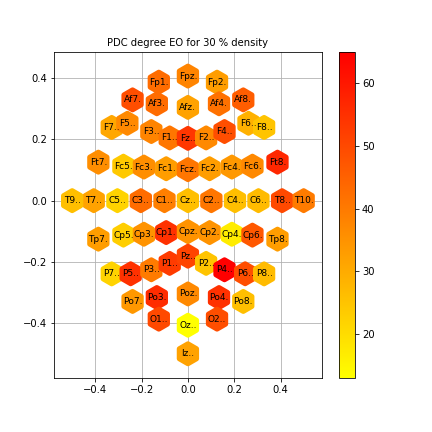 PDC degree EO for 30 % density
0.4
0.2
0.0
−0.2
−0.4
−0.4 −0.2 0.0 0.2 0.4
60
50
40
30
20
Fpz
Fp1. Fp2.
Af7. Af3. Afz. Af4. Af8.
F7.. F5.. F3.. F1.. Fz.. F2.. F4.. F6.. F8..
Ft7. Fc5. Fc3. Fc1. Fcz. Fc2. Fc4. Fc6. Ft8.
T9.. T7.. C5.. C3.. C1.. Cz.. C2.. C4.. C6.. T8.. T10.
Tp7. Cp5. Cp3. Cp1. Cpz. Cp2. Cp4. Cp6. Tp8.
P7.. P5.. P3.. P1.. Pz.. P2.. P4.. P6.. P8..
Po7. Po3. Poz. Po4. Po8.
O1.. Oz.. O2..
Iz..